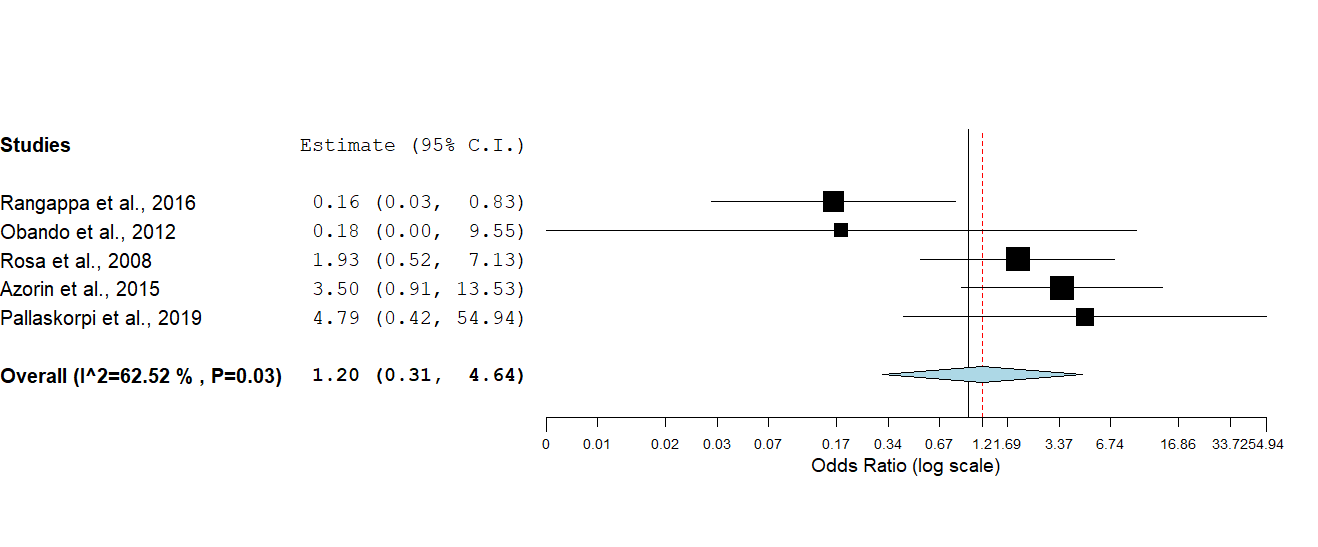 Studies Estimate (95% C.I.)
Rangappa et al., 2016 0.16 (0.03, 0.83)
Obando et al., 2012 0.18 (0.00, 9.55)
Rosa et al., 2008 1.93 (0.52, 7.13)
Azorin et al., 2015 3.50 (0.91, 13.53)
Pallaskorpi et al., 2019 4.79 (0.42, 54.94)
Overall (I^2=62.52 % , P=0.03) 1.20 (0.31, 4.64)
0 0.01 0.02 0.03 0.07 0.17 0.34 0.67 1.2 1.69 3.37 6.74 16.86 33.72 54.94
Odds Ratio (log scale)